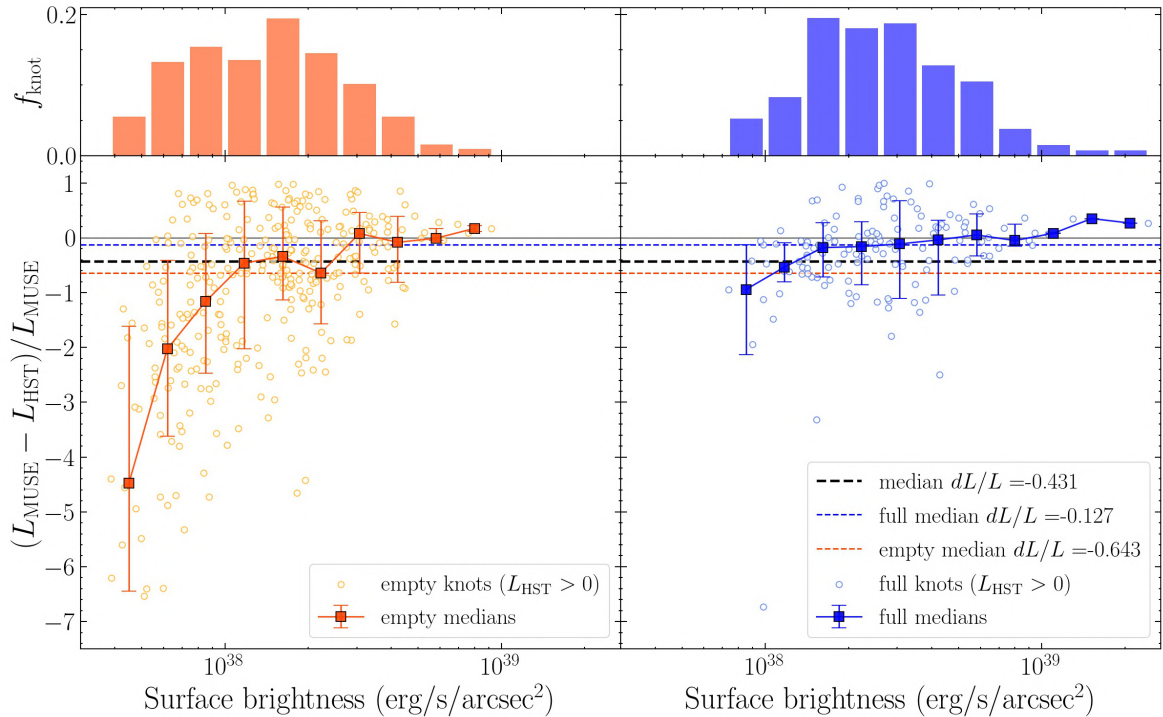 0.2
0.0
f_knot
1
0
−1
−2
−3
−4
−5
−6
−7
(L_MUSE − L_HST)/L_MUSE
empty knots (L_HST > 0)
empty medians
median dL/L =-0.431
full median dL/L =-0.127
empty median dL/L =-0.643
full knots (L_HST > 0)
full medians
10^38
10^39
10^38
10^39
Surface brightness (erg/s/arcsec^2)
Surface brightness (erg/s/arcsec^2)